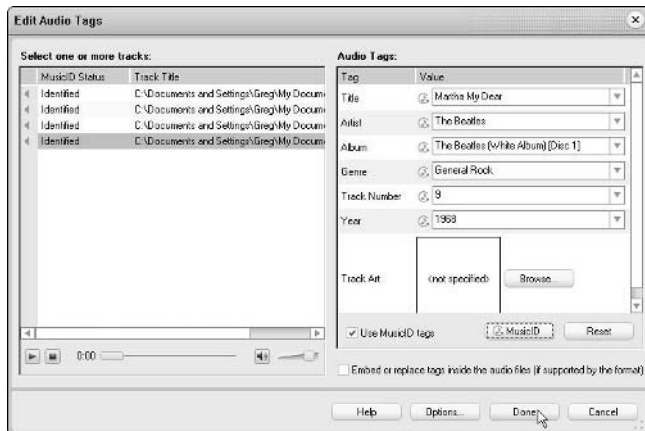 Edit Audio Tags
Select one or more tracks:
MusicID Status Track Title
Identified C:\Documents and Settings\Greg\My Docum
Identified C:\Documents and Settings\Greg\My Docum
Identified C:\Documents and Settings\Greg\My Docum
Identified C:\Documents and Settings\Greg\My Docum
0:00
Audio Tags:
Tag Value
Title Martha My Dear
Artist The Beatles
Album The Beatles (White Album) [Disc 1]
Genre General Rock
Track Number 9
Year 1968
Track Art (not specified) Browse...
Use MusicID tags MusicID Reset
Embed or replace tags inside the audio files (if supported by the format)
Help Options... Done Cancel